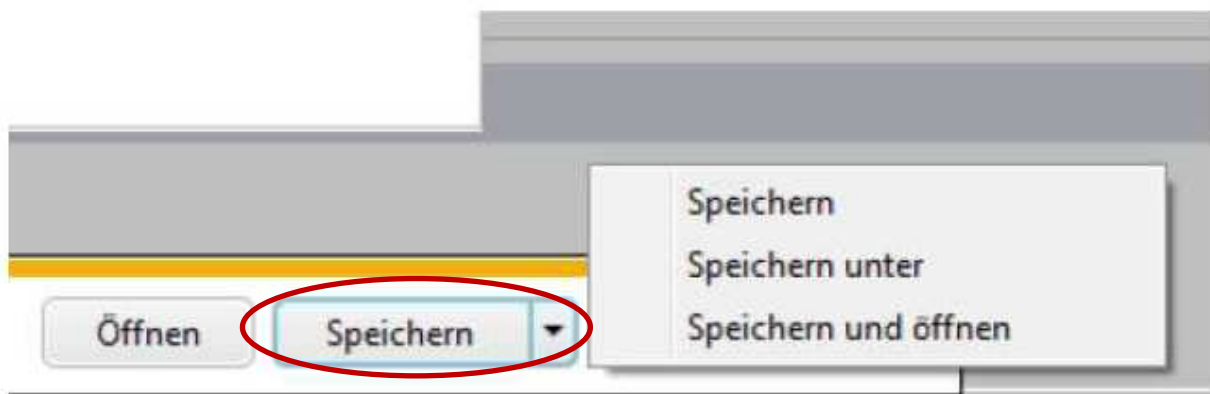 Speichern
Speichern unter
Speichern und öffnen
Öffnen
Speichern